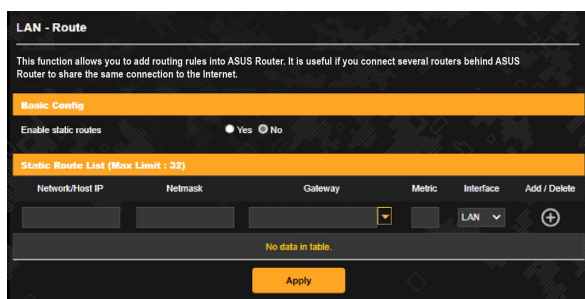 LAN - Route
This function allows you to add routing rules into ASUS Router. It is useful if you connect several routers behind ASUS
Router to share the same connection to the Internet.
Basic Config
Enable static routes Yes No
Static Route List (Max Limit : 32)
Network/Host IP Netmask Gateway Metric Interface Add / Delete
LAN
No data in table.
Apply